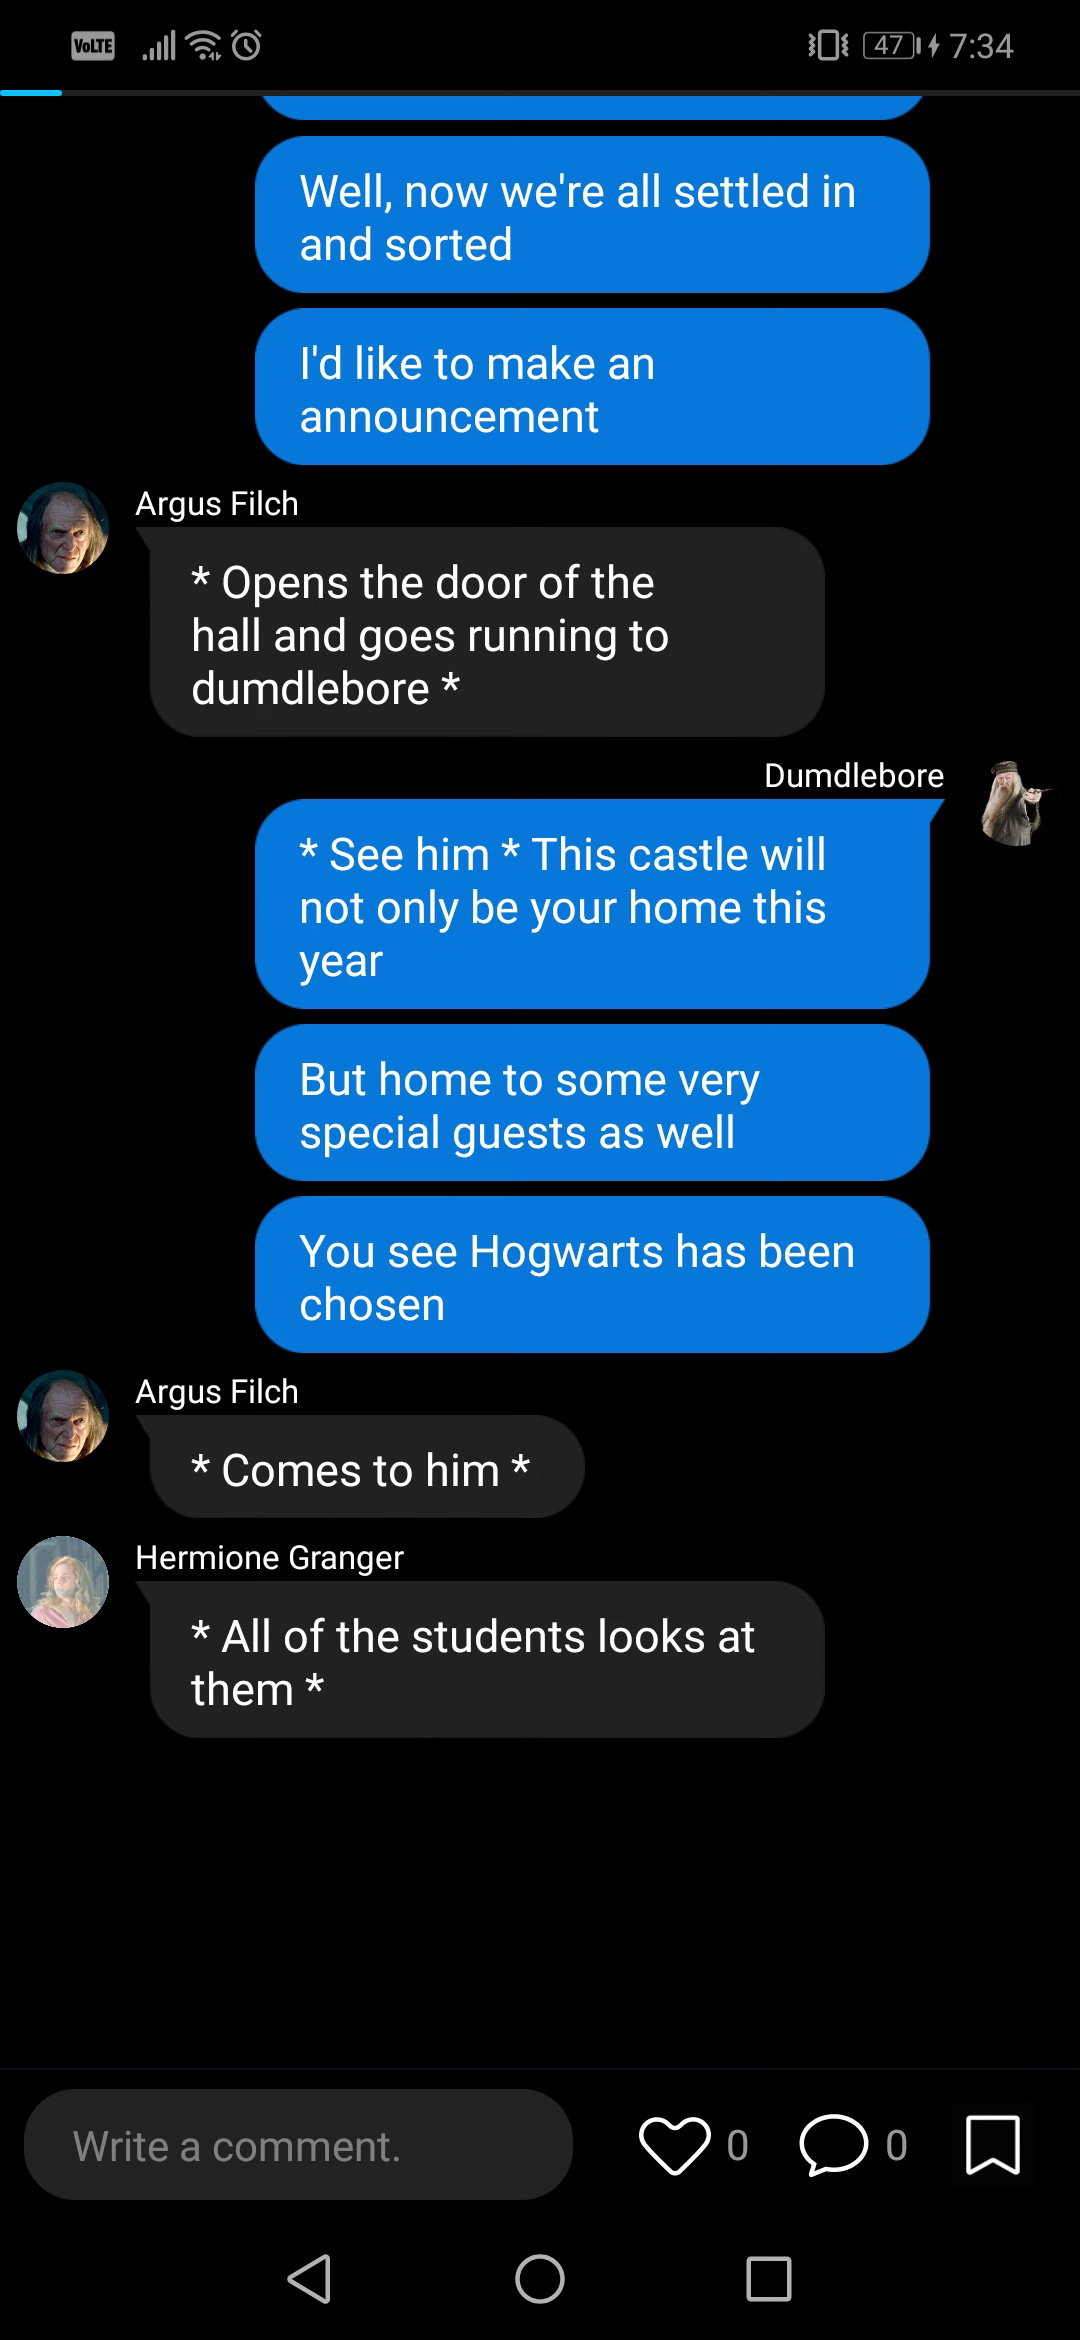 VoLTE 47 7:34
Well, now we're all settled in
and sorted
I'd like to make an
announcement
Argus Filch
* Opens the door of the
hall and goes running to
dumdlebore *
Dumdlebore
* See him * This castle will
not only be your home this
year
But home to some very
special guests as well
You see Hogwarts has been
chosen
Argus Filch
* Comes to him *
Hermione Granger
* All of the students looks at
them *
Write a comment. 0 0